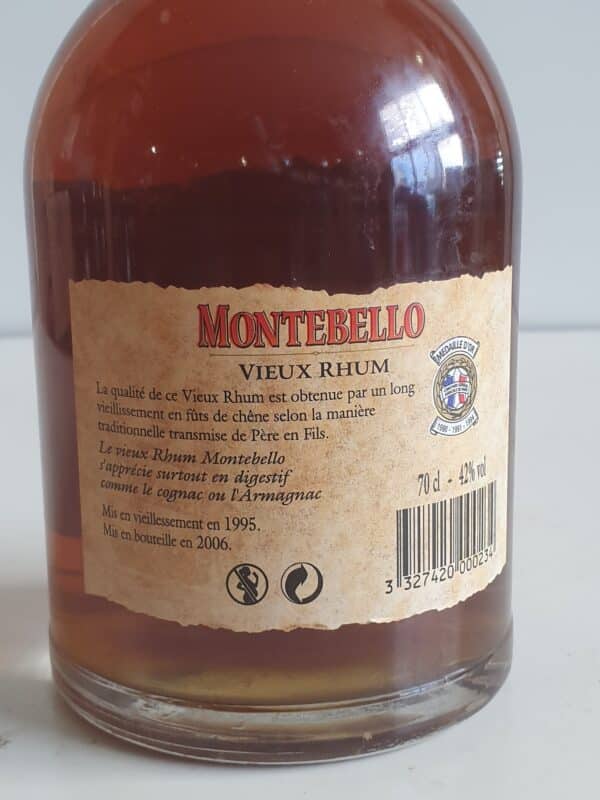 MONTEBELLO
VIEUX RHUM
La qualité de ce Vieux Rhum est obtenue par un long
vieillissement en fûts de chêne selon la manière
traditionnelle transmise de Père en Fils.
Le vieux Rhum Montebello
s'apprécie surtout en digestif
comme le cognac ou l'Armagnac
Mis en vieillissement en 1995.
Mis en bouteille en 2006.
MÉDAILLE D'OR
70 cl - 42% vol
3 327420 000234